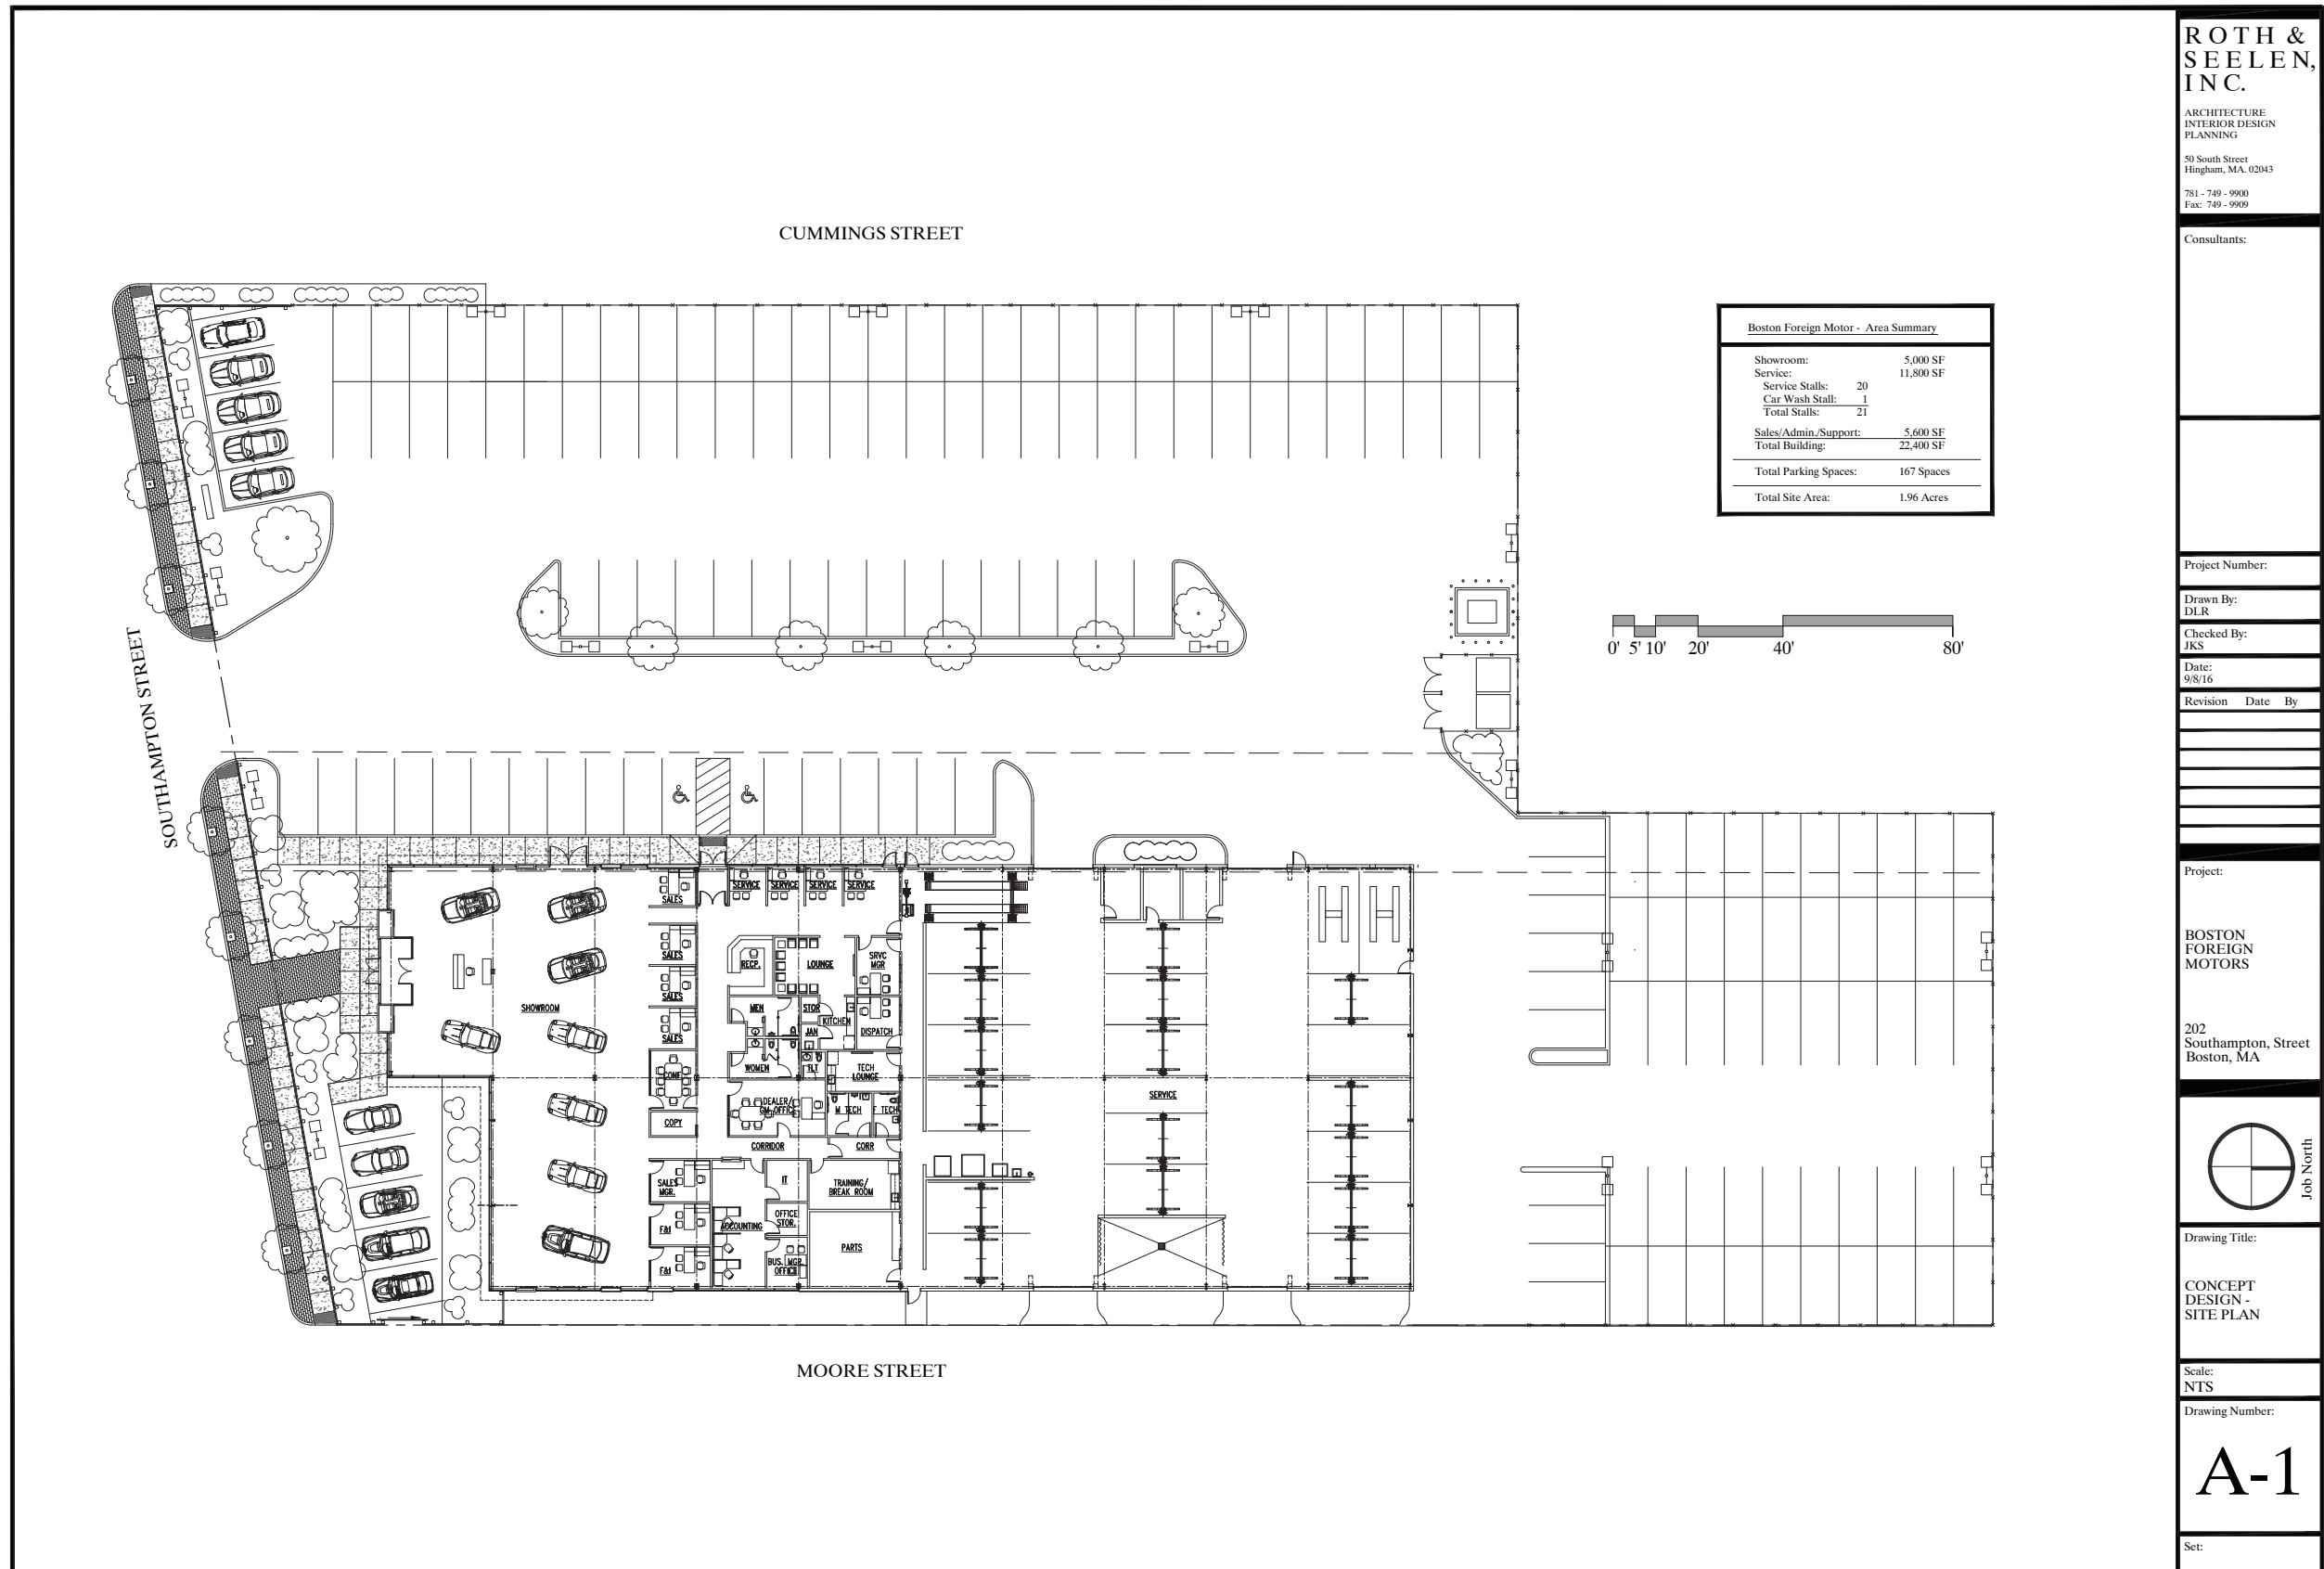 CUMMINGS STREET
SOUTHAMPTON STREET
MOORE STREET
Boston Foreign Motor - Area Summary
Showroom: 5,000 SF
Service: 11,800 SF
Service Stalls: 20
Car Wash Stall: 1
Total Stalls: 21
Sales/Admin./Support: 5,600 SF
Total Building: 22,400 SF
Total Parking Spaces: 167 Spaces
Total Site Area: 1.96 Acres
0' 5' 10' 20' 40' 80'
SALES
SERVICE
SERVICE
SERVICE
SERVICE
SALES
RECP.
LOUNGE
SRVC
MGR
SALES
SHOWROOM
MEN
STOR
KITCHEN
SALES
JAN
DISPATCH
WOMEN
TLT
TECH
LOUNGE
CONF
DEALER/
GM OFFICE
M TECH
F TECH
SERVICE
COPY
CORRIDOR
CORR
SALES
MGR.
IT
TRAINING/
BREAK ROOM
F&I
ACCOUNTING
OFFICE
STOR.
PARTS
F&I
BUS. MGR.
OFFICE
ROTH &
SEELEN,
INC.
ARCHITECTURE
INTERIOR DESIGN
PLANNING
50 South Street
Hingham, MA. 02043
781 - 749 - 9900
Fax: 749 - 9909
Consultants:
Project Number:
Drawn By:
DLR
Checked By:
JKS
Date:
9/8/16
Revision Date By
Project:
BOSTON
FOREIGN
MOTORS
202
Southampton, Street
Boston, MA
Job North
Drawing Title:
CONCEPT
DESIGN -
SITE PLAN
Scale:
NTS
Drawing Number:
A-1
Set: